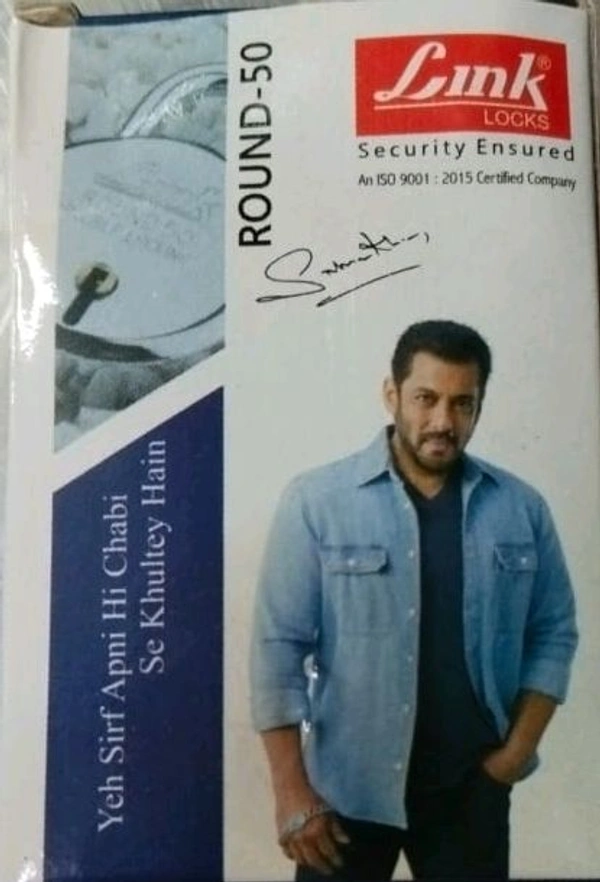 ROUND-50
Link®
LOCKS
Security Ensured
An ISO 9001 : 2015 Certified Company
Yeh Sirf Apni Hi Chabi
Se Khultey Hain